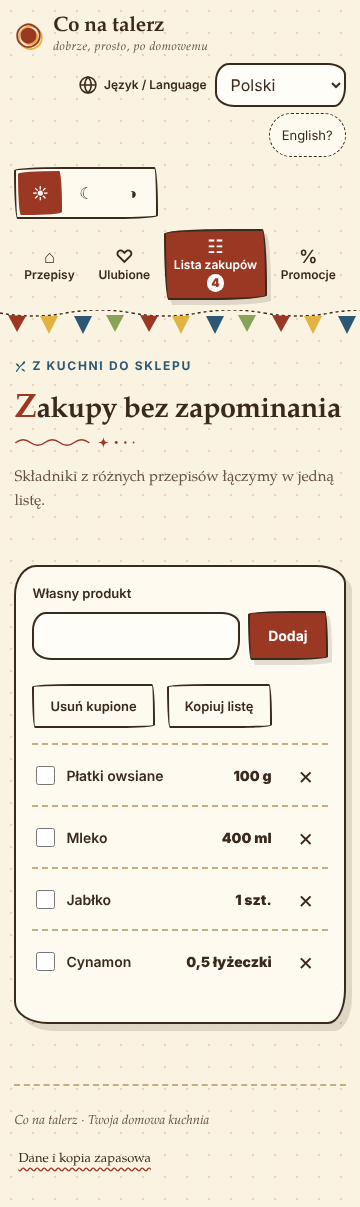 Co na talerz
dobrze, prosto, po domowemu
Język / Language
Polski
English?
Przepisy
Ulubione
Lista zakupów
4
%
Promocje
Z KUCHNI DO SKLEPU
Zakupy bez zapominania
Składniki z różnych przepisów łączymy w jedną
listę.
Własny produkt
Dodaj
Usuń kupione
Kopiuj listę
Płatki owsiane 100 g
Mleko 400 ml
Jabłko 1 szt.
Cynamon 0,5 łyżeczki
Co na talerz · Twoja domowa kuchnia
Dane i kopia zapasowa